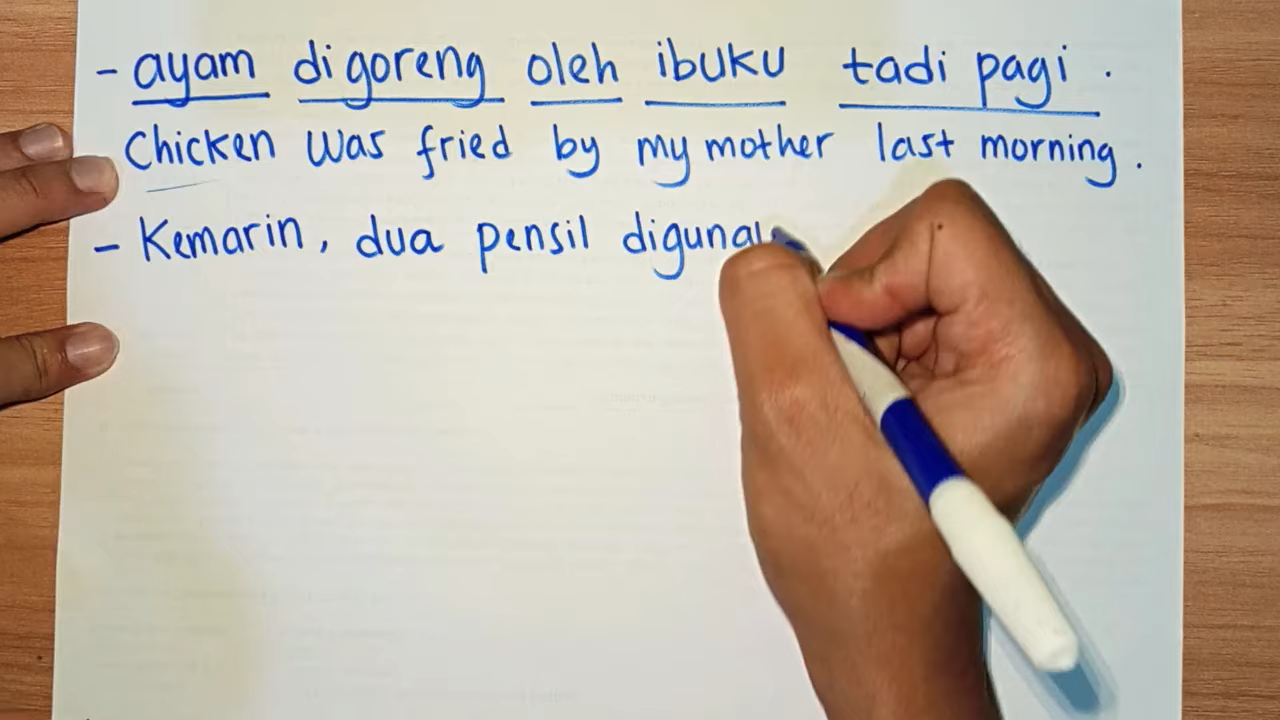 - ayam digoreng oleh ibuku tadi pagi.
Chicken was fried by my mother last morning.
- Kemarin, dua pensil